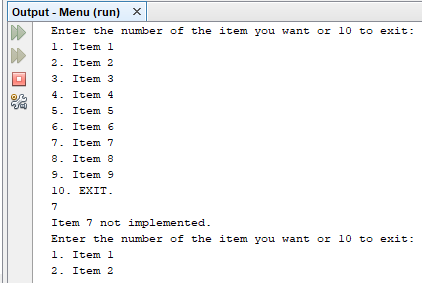 Output - Menu (run) ×
Enter the number of the item you want or 10 to exit:
1. Item 1
2. Item 2
3. Item 3
4. Item 4
5. Item 5
6. Item 6
7. Item 7
8. Item 8
9. Item 9
10. EXIT.
7
Item 7 not implemented.
Enter the number of the item you want or 10 to exit:
1. Item 1
2. Item 2